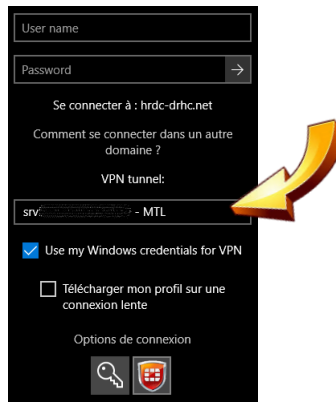 User name
Password
Se connecter à : hrdc-drhc.net
Comment se connecter dans un autre
domaine ?
VPN tunnel:
srv - MTL
Use my Windows credentials for VPN
Télécharger mon profil sur une
connexion lente
Options de connexion